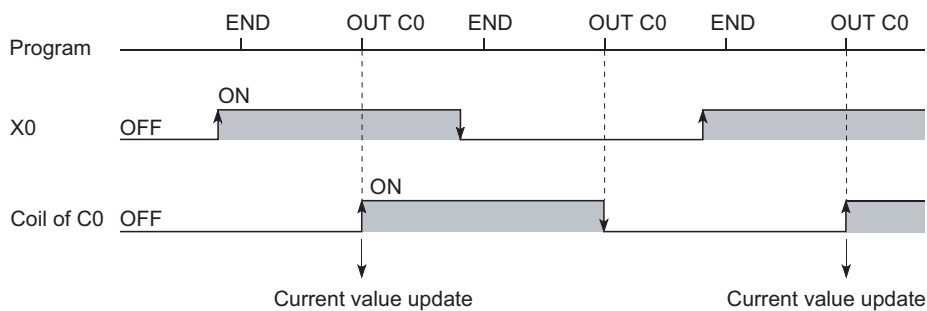 END OUT C0 END OUT C0 END OUT C0
Program
ON
X0 OFF
ON
Coil of C0 OFF
Current value update Current value update